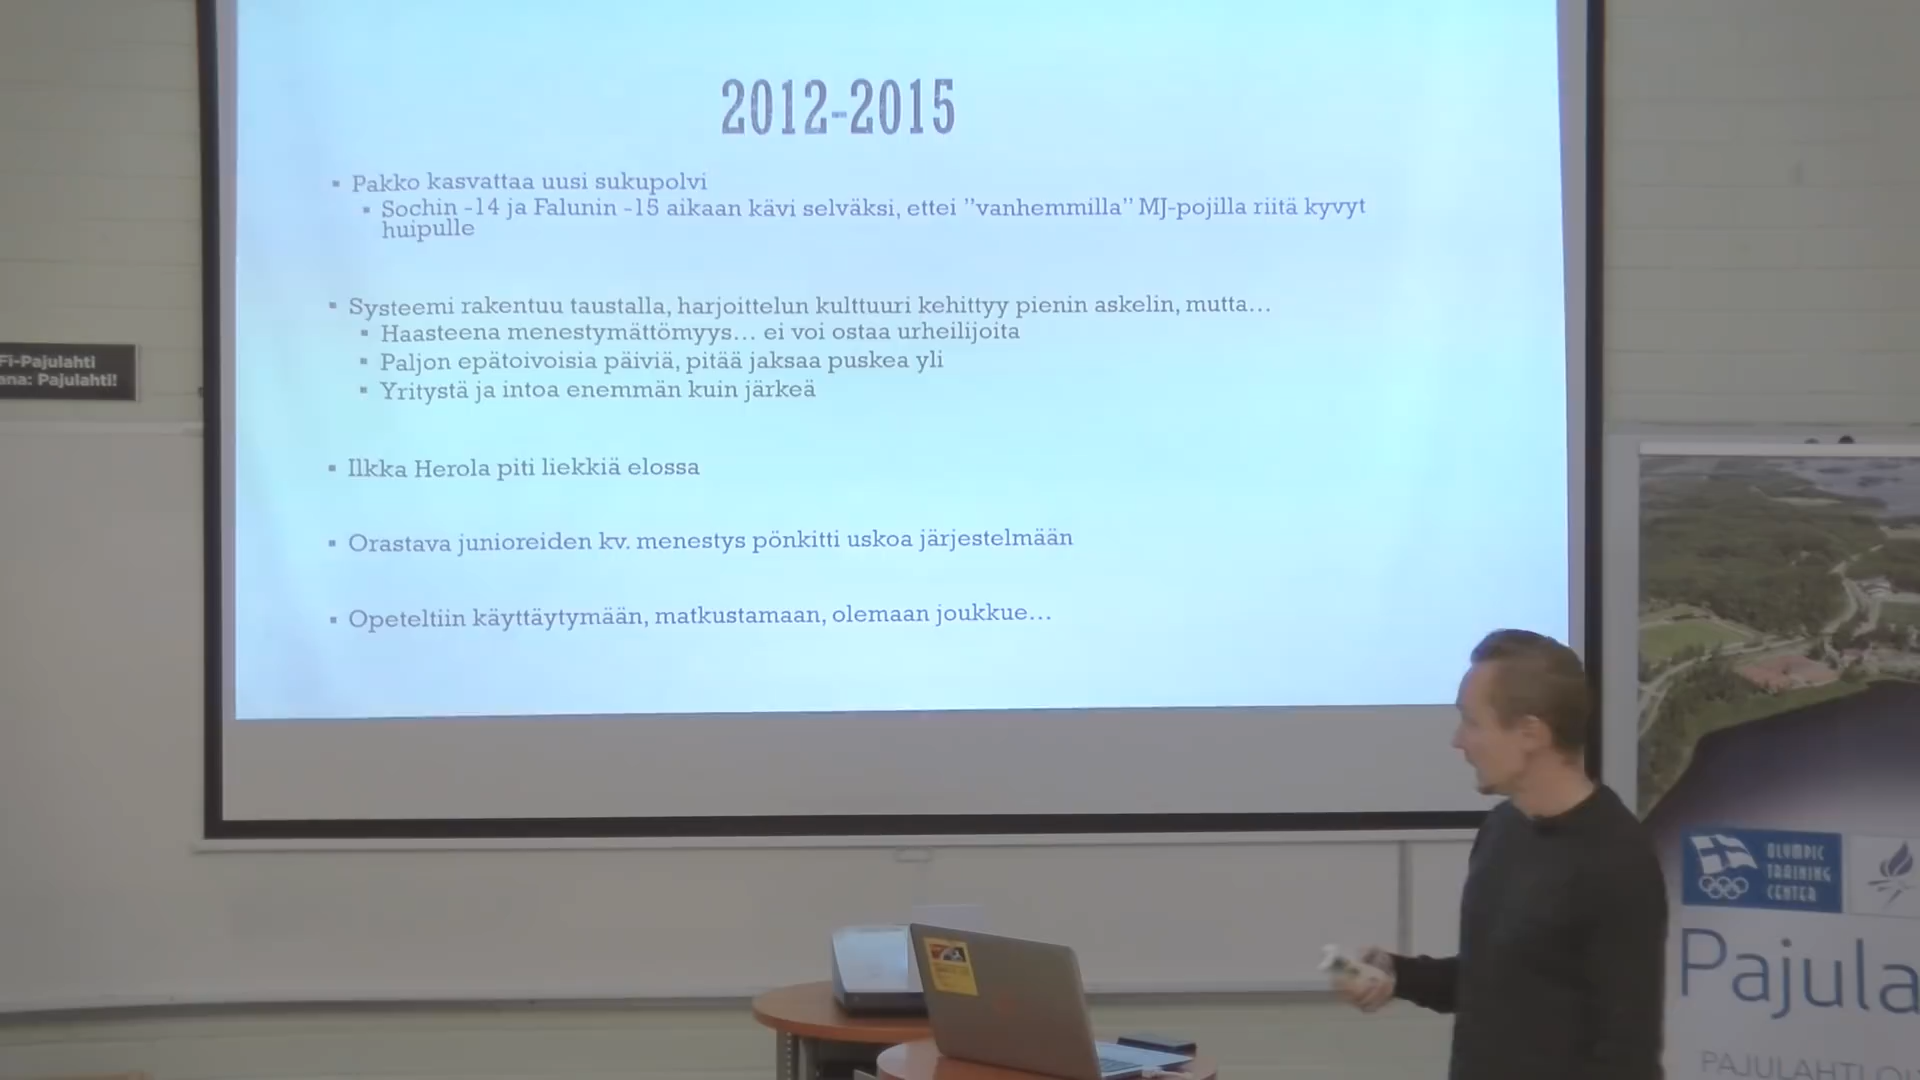 2012-2015
▪ Pakko kasvattaa uusi sukupolvi
▪ Sochin -14 ja Falunin -15 aikaan kävi selväksi, ettei ”vanhemmilla” MJ-pojilla riitä kyvyt
huipulle
▪ Systeemi rakentuu taustalla, harjoittelun kulttuuri kehittyy pienin askelin, mutta…
▪ Haasteena menestymättömyys… ei voi ostaa urheilijoita
▪ Paljon epätoivoisia päiviä, pitää jaksaa puskea yli
▪ Yritystä ja intoa enemmän kuin järkeä
▪ Ilkka Herola piti liekkiä elossa
▪ Orastava junioreiden kv. menestys pönkitti uskoa järjestelmään
▪ Opeteltiin käyttäytymään, matkustamaan, olemaan joukkue…
Fi-Pajulahti
ana: Pajulahti!
OLYMPIC
TRAINING
CENTER
Pajula
PAJULAHTI